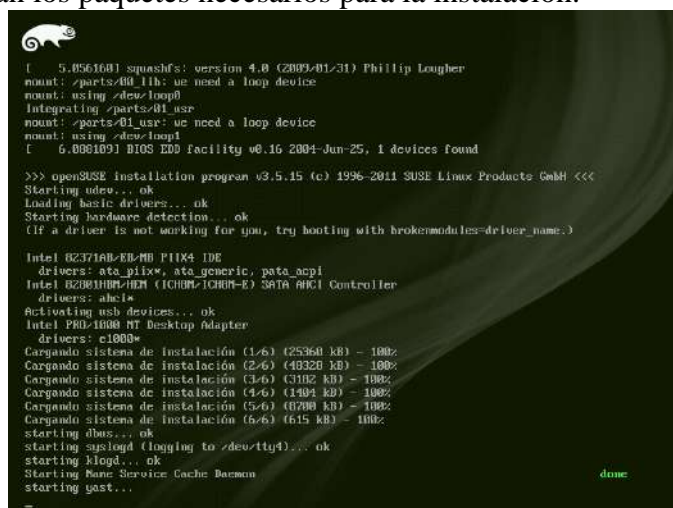 an los paquetes necesarios para la instalación.
[    5.056160] squashfs: version 4.0 (2009/01/31) Phillip Lougher
mount: /parts/00_lib: we need a loop device
mount: using /dev/loop0
Integrating /parts/01_usr
mount: /parts/01_usr: we need a loop device
mount: using /dev/loop1
[    6.088109] BIOS EDD facility v0.16 2004-Jun-25, 1 devices found
>>> openSUSE installation program v3.5.15 (c) 1996-2011 SUSE Linux Products GmbH <<<
Starting udev... ok
Loading basic drivers... ok
Starting hardware detection... ok
(If a driver is not working for you, try booting with brokenmodules=driver_name.)
Intel 82371AB/EB/MB PIIX4 IDE
drivers: ata_piix*, ata_generic, pata_acpi
Intel 82801HBM/HEM (ICH8M/ICH8M-E) SATA AHCI Controller
drivers: ahci*
Activating usb devices... ok
Intel PRO/1000 MT Desktop Adapter
drivers: e1000*
Cargando sistema de instalación (1/6) (25360 kB) - 100%
Cargando sistema de instalación (2/6) (48328 kB) - 100%
Cargando sistema de instalación (3/6) (3182 kB) - 100%
Cargando sistema de instalación (4/6) (1404 kB) - 100%
Cargando sistema de instalación (5/6) (8700 kB) - 100%
Cargando sistema de instalación (6/6) (615 kB) - 100%
starting dbus... ok
starting syslogd (logging to /dev/tty4)... ok
starting klogd... ok
Starting Name Service Cache Daemon done
starting yast...